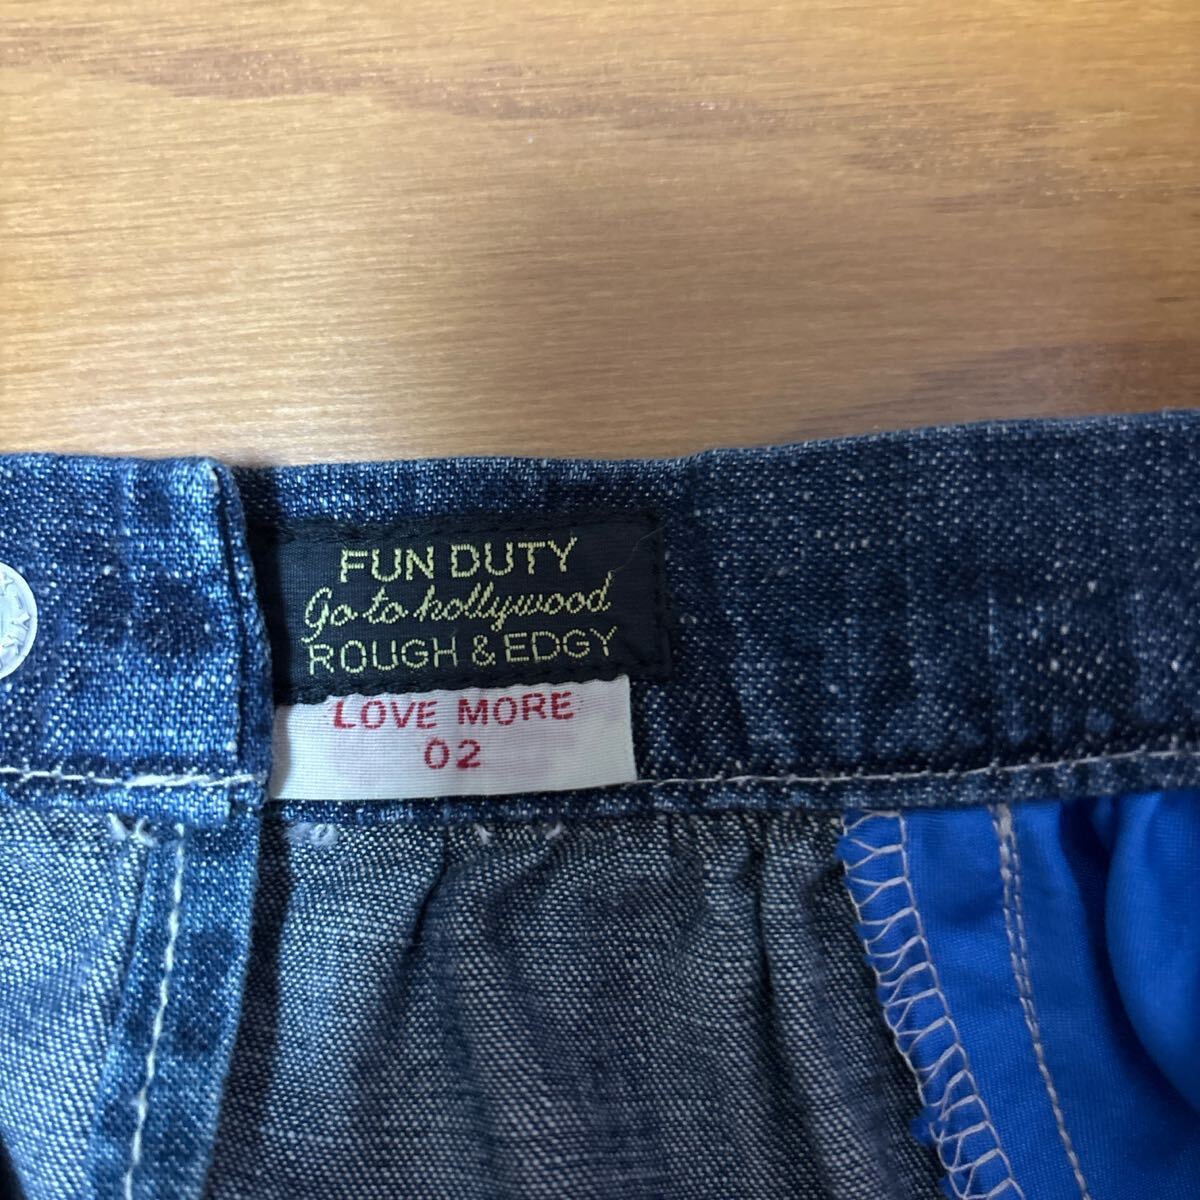 FUN DUTY
Go to hollywood
ROUGH & EDGY
LOVE MORE
02